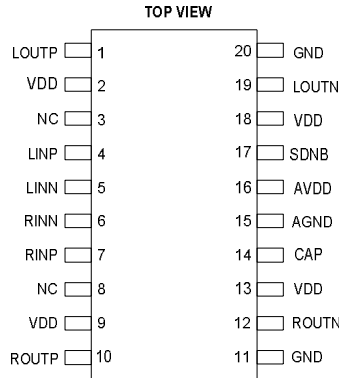 TOP VIEW
LOUTP 1 20 GND
VDD 2 19 LOUTN
NC 3 18 VDD
LINP 4 17 SDNB
LINN 5 16 AVDD
RINN 6 15 AGND
RINP 7 14 CAP
NC 8 13 VDD
VDD 9 12 ROUTN
ROUTP 10 11 GND